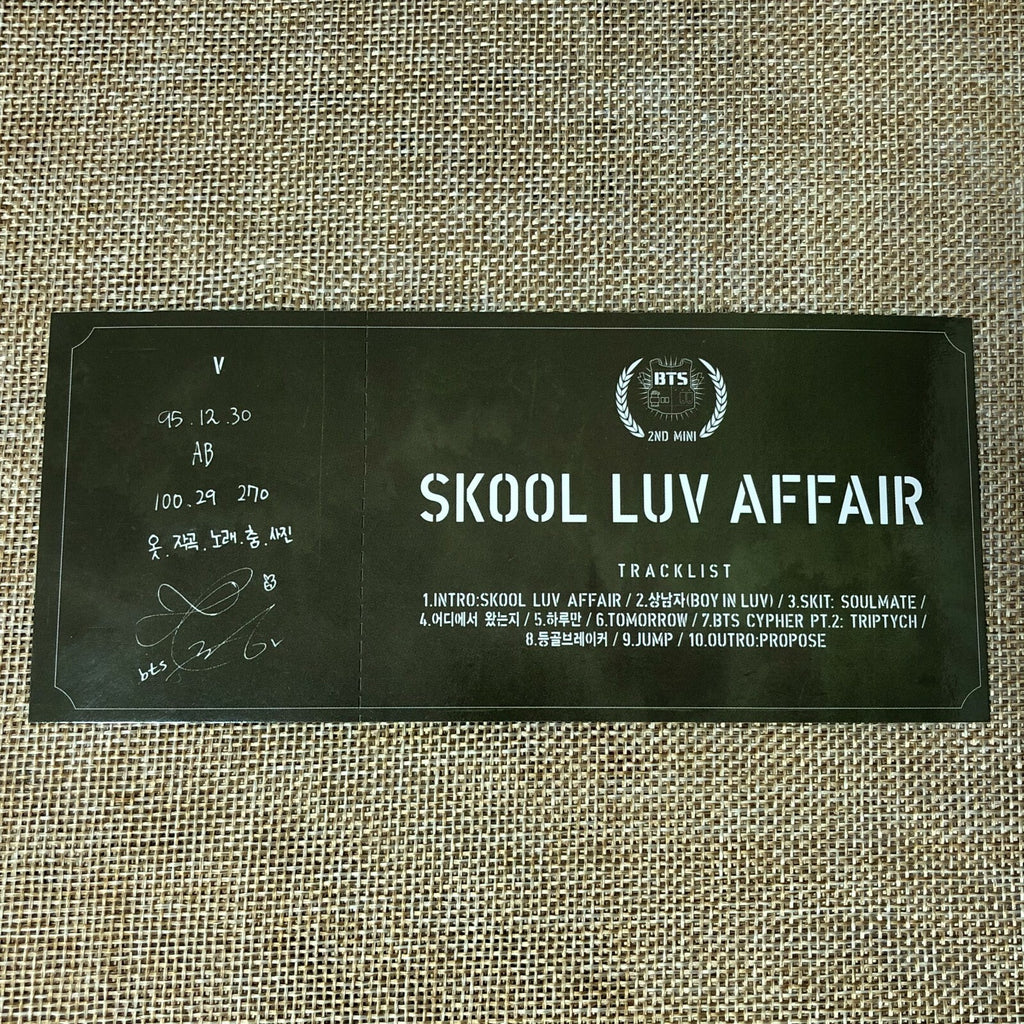 V
95.12.30
AB
100.29 270
옷.작곡.노래.춤.사진
bts
BTS
2ND MINI
SKOOL LUV AFFAIR
TRACKLIST
1.INTRO:SKOOL LUV AFFAIR / 2.상남자(BOY IN LUV) / 3.SKIT: SOULMATE /
4.어디에서 왔는지 / 5.하루만 / 6.TOMORROW / 7.BTS CYPHER PT.2: TRIPTYCH /
8.등골브레이커 / 9.JUMP / 10.OUTRO:PROPOSE